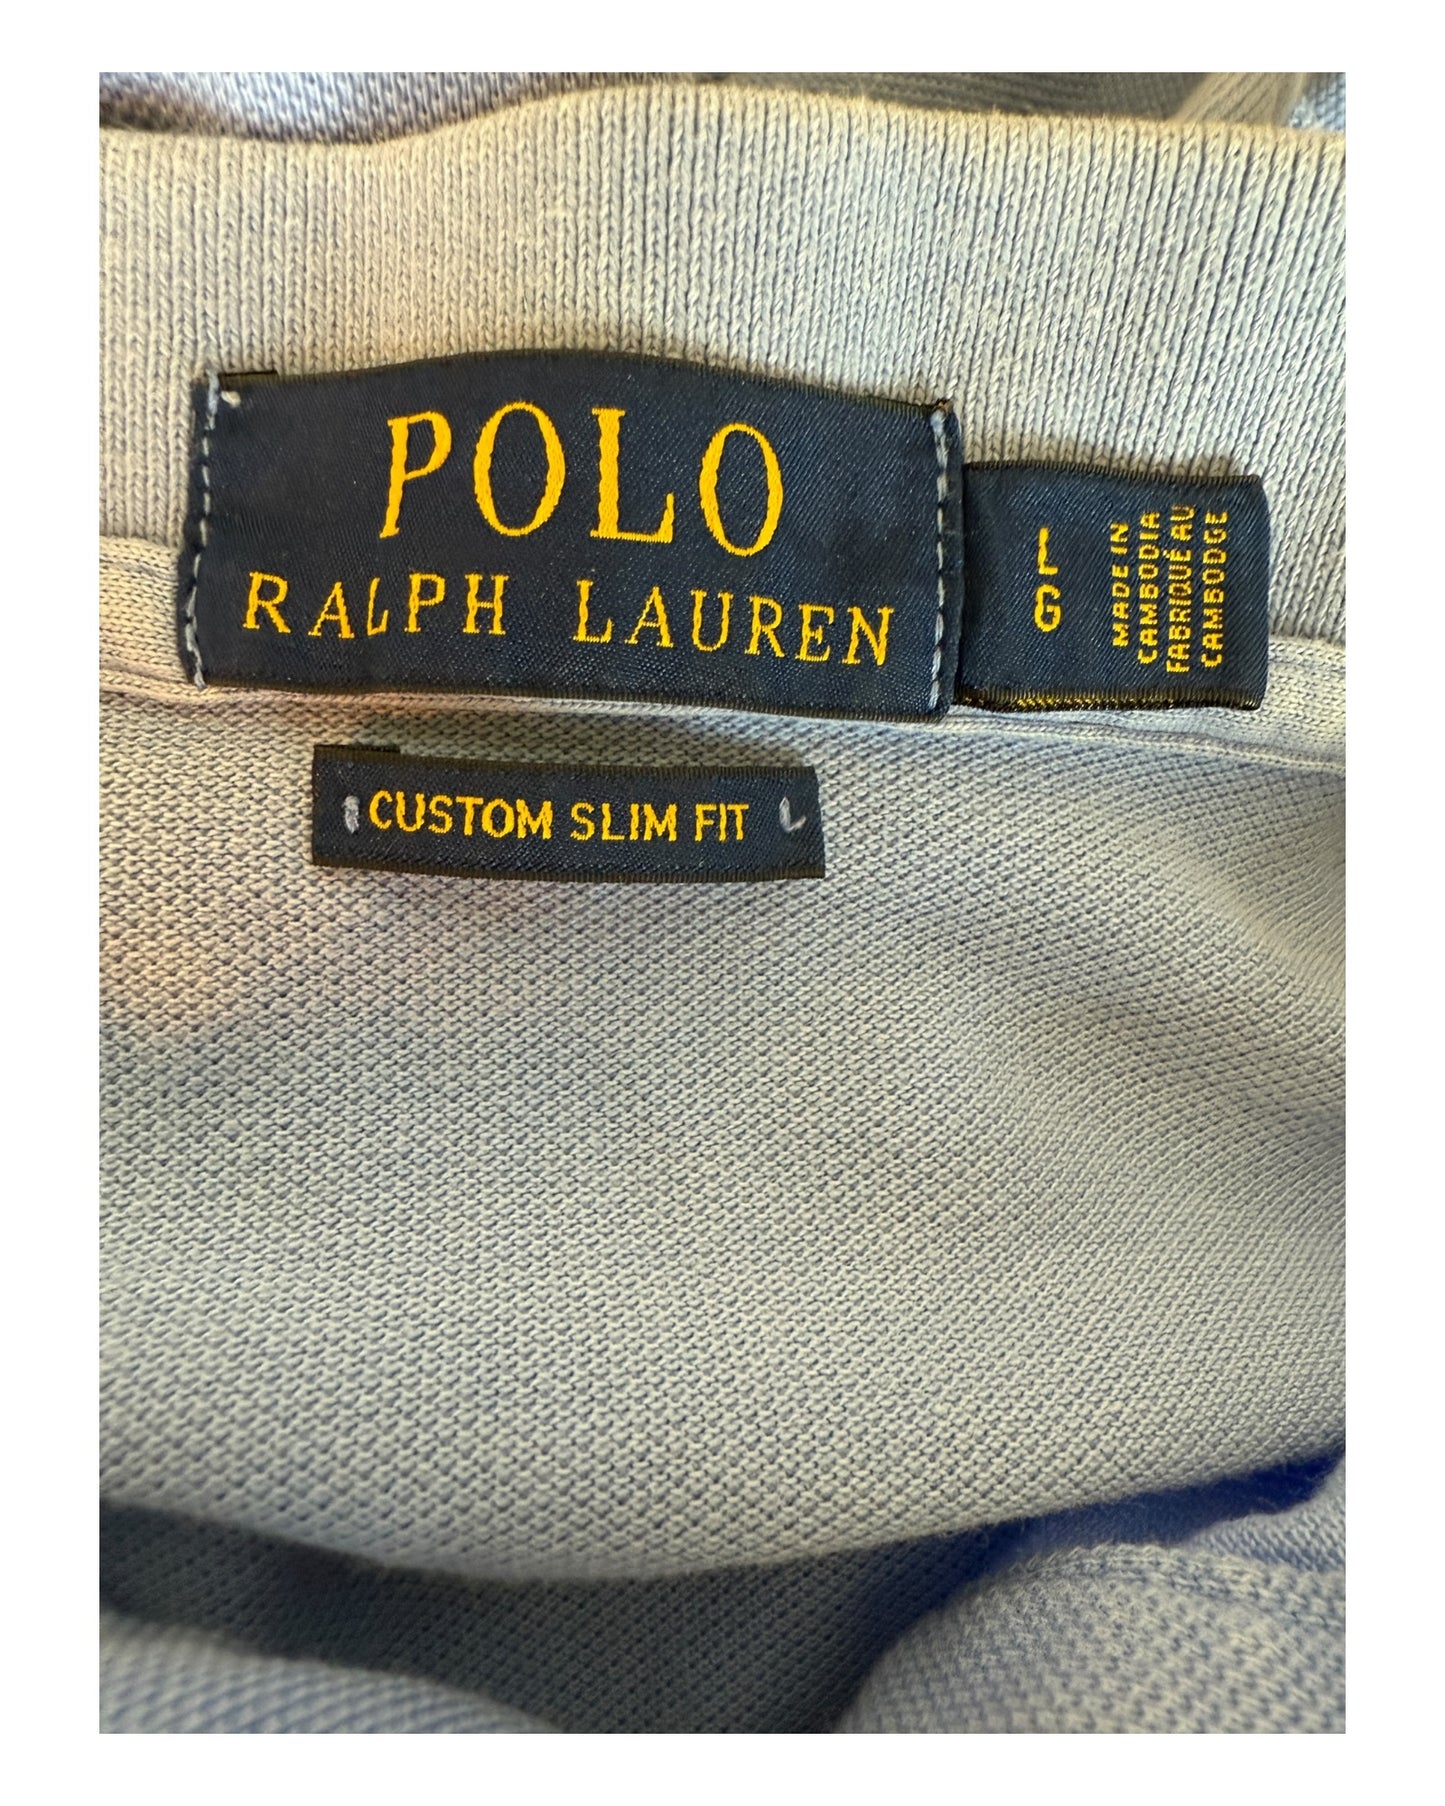 POLO
RALPH LAUREN
L
G
MADE IN
CAMBODIA
FABRIQUÉ AU
CAMBODGE
CUSTOM SLIM FIT